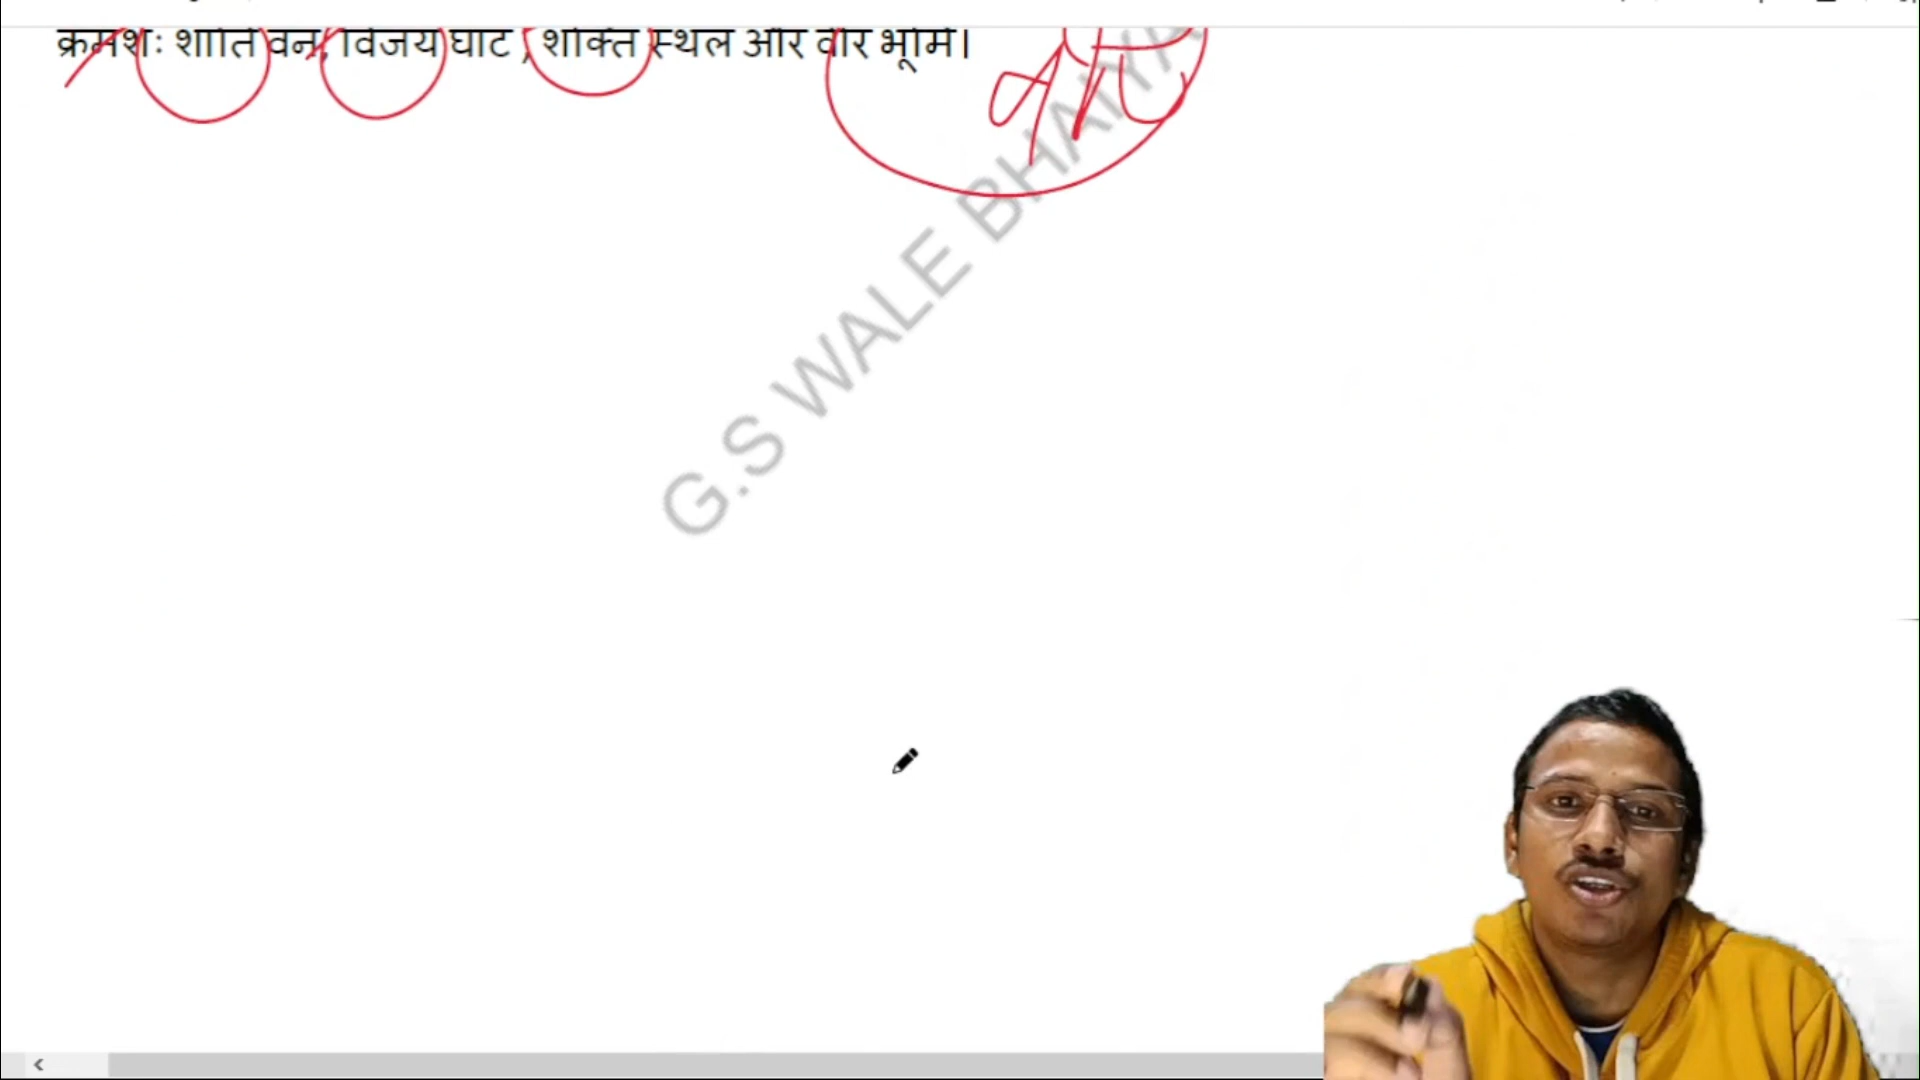 क्रमशः शांति वन, विजय घाट , शक्ति स्थल और वीर भूमि।
G.S WALE BHAIYA